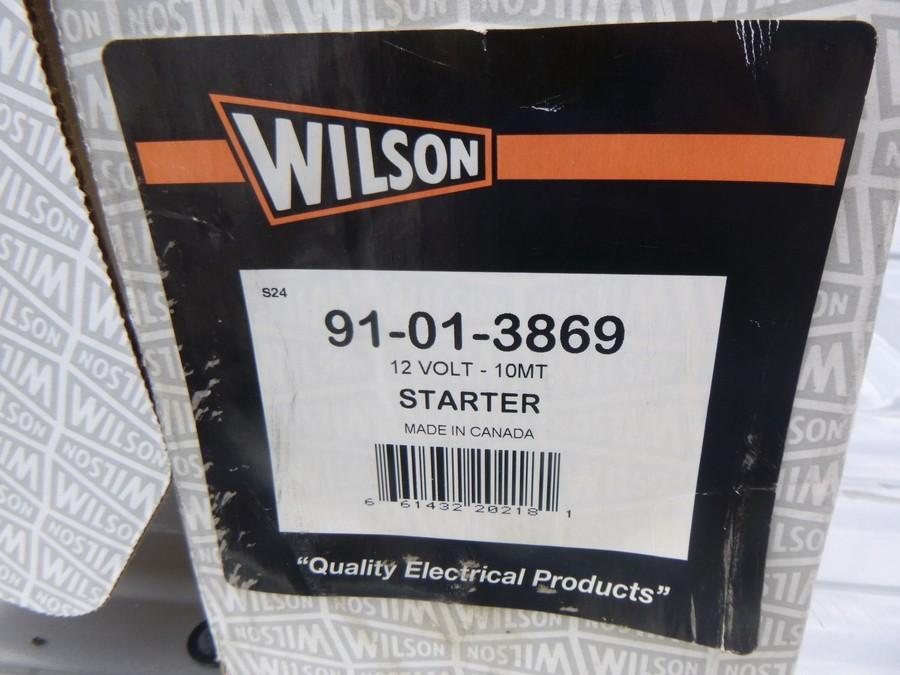 WILSON
S24
91-01-3869
12 VOLT - 10MT
STARTER
MADE IN CANADA
6 61432 20218 1
"Quality Electrical Products"